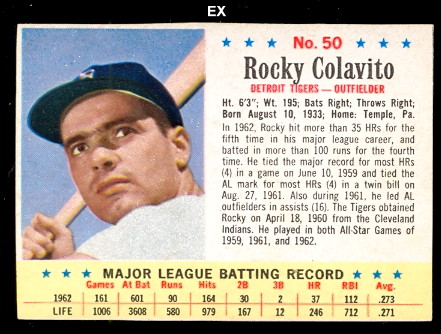 EX
★ ★ ★ No. 50 ★ ★ ★
Rocky Colavito
DETROIT TIGERS — OUTFIELDER
Ht. 6'3"; Wt. 195; Bats Right; Throws Right;
Born August 10, 1933; Home: Temple, Pa.
In 1962, Rocky hit more than 35 HRs for the
fifth time in his major league career, and
batted in more than 100 runs for the fourth
time. He tied the major record for most HRs
(4) in a game on June 10, 1959 and tied the
AL mark for most HRs (4) in a twin bill on
Aug. 27, 1961. Also during 1961, he led AL
outfielders in assists (16). The Tigers obtained
Rocky on April 18, 1960 from the Cleveland
Indians. He played in both All-Star Games of
1959, 1961, and 1962.
★ ★ ★ MAJOR LEAGUE BATTING RECORD ★ ★ ★
Games At Bat Runs Hits 2B 3B HR RBI Avg.
1962 161 601 90 164 30 2 37 112 .273
LIFE 1006 3608 580 979 167 12 246 712 .271